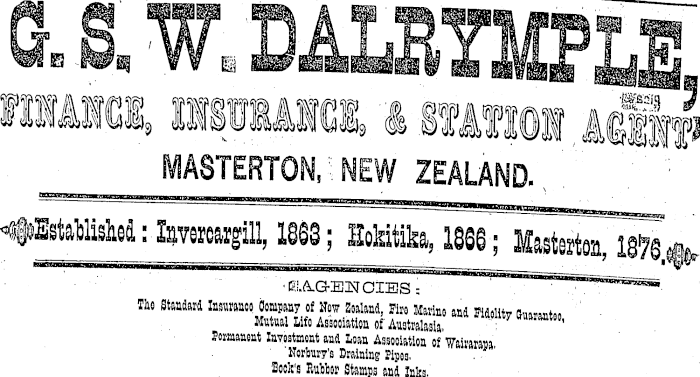 G. S. W. DALRYMPLE,
FINANCE, INSURANCE, & STATION AGENT
MASTERTON, NEW ZEALAND.
Established : Invercargill, 1863 ; Hokitika, 1866 ; Masterton, 1876.
AGENCIES :
The Standard Insurance Company of New Zealand, Fire Marine and Fidelity Guarantee,
Mutual Life Association of Australasia.
Permanent Investment and Loan Association of Wairarapa.
Norbury's Draining Pipes.
Bock's Rubber Stamps and Inks.